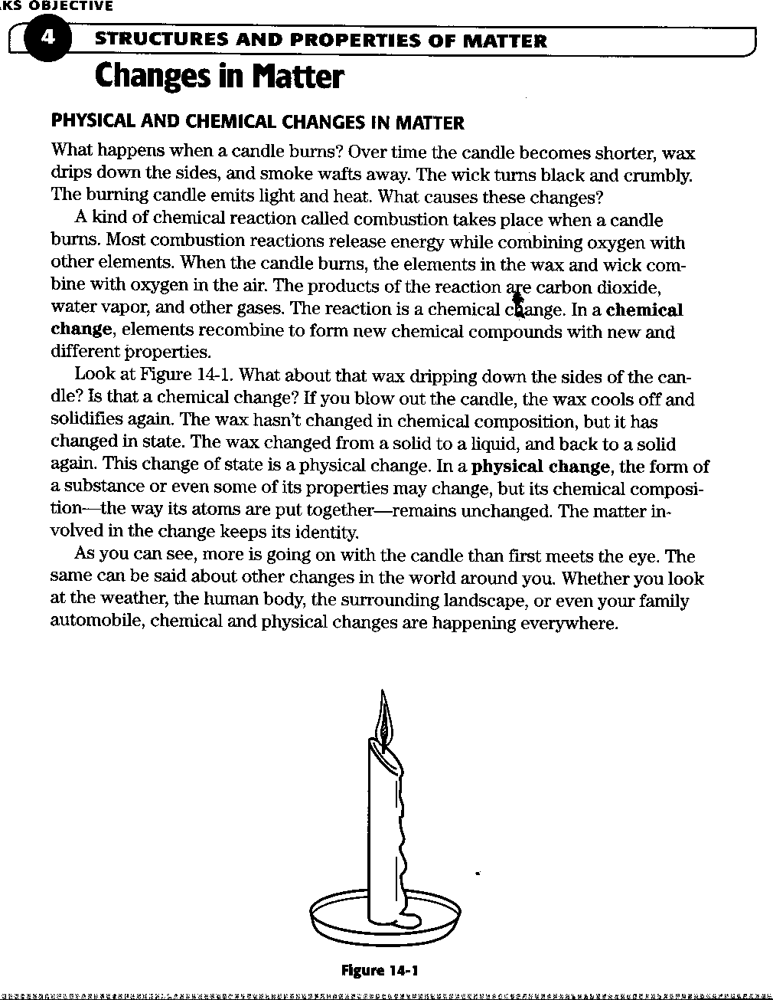 KS OBJECTIVE
4 STRUCTURES AND PROPERTIES OF MATTER
Changes in Matter
PHYSICAL AND CHEMICAL CHANGES IN MATTER
What happens when a candle burns? Over time the candle becomes shorter, wax
drips down the sides, and smoke wafts away. The wick turns black and crumbly.
The burning candle emits light and heat. What causes these changes?
A kind of chemical reaction called combustion takes place when a candle
burns. Most combustion reactions release energy while combining oxygen with
other elements. When the candle burns, the elements in the wax and wick com-
bine with oxygen in the air. The products of the reaction are carbon dioxide,
water vapor, and other gases. The reaction is a chemical change. In a chemical
change, elements recombine to form new chemical compounds with new and
different properties.
Look at Figure 14-1. What about that wax dripping down the sides of the can-
dle? Is that a chemical change? If you blow out the candle, the wax cools off and
solidifies again. The wax hasn't changed in chemical composition, but it has
changed in state. The wax changed from a solid to a liquid, and back to a solid
again. This change of state is a physical change. In a physical change, the form of
a substance or even some of its properties may change, but its chemical composi-
tion—the way its atoms are put together—remains unchanged. The matter in-
volved in the change keeps its identity.
As you can see, more is going on with the candle than first meets the eye. The
same can be said about other changes in the world around you. Whether you look
at the weather, the human body, the surrounding landscape, or even your family
automobile, chemical and physical changes are happening everywhere.
Figure 14-1